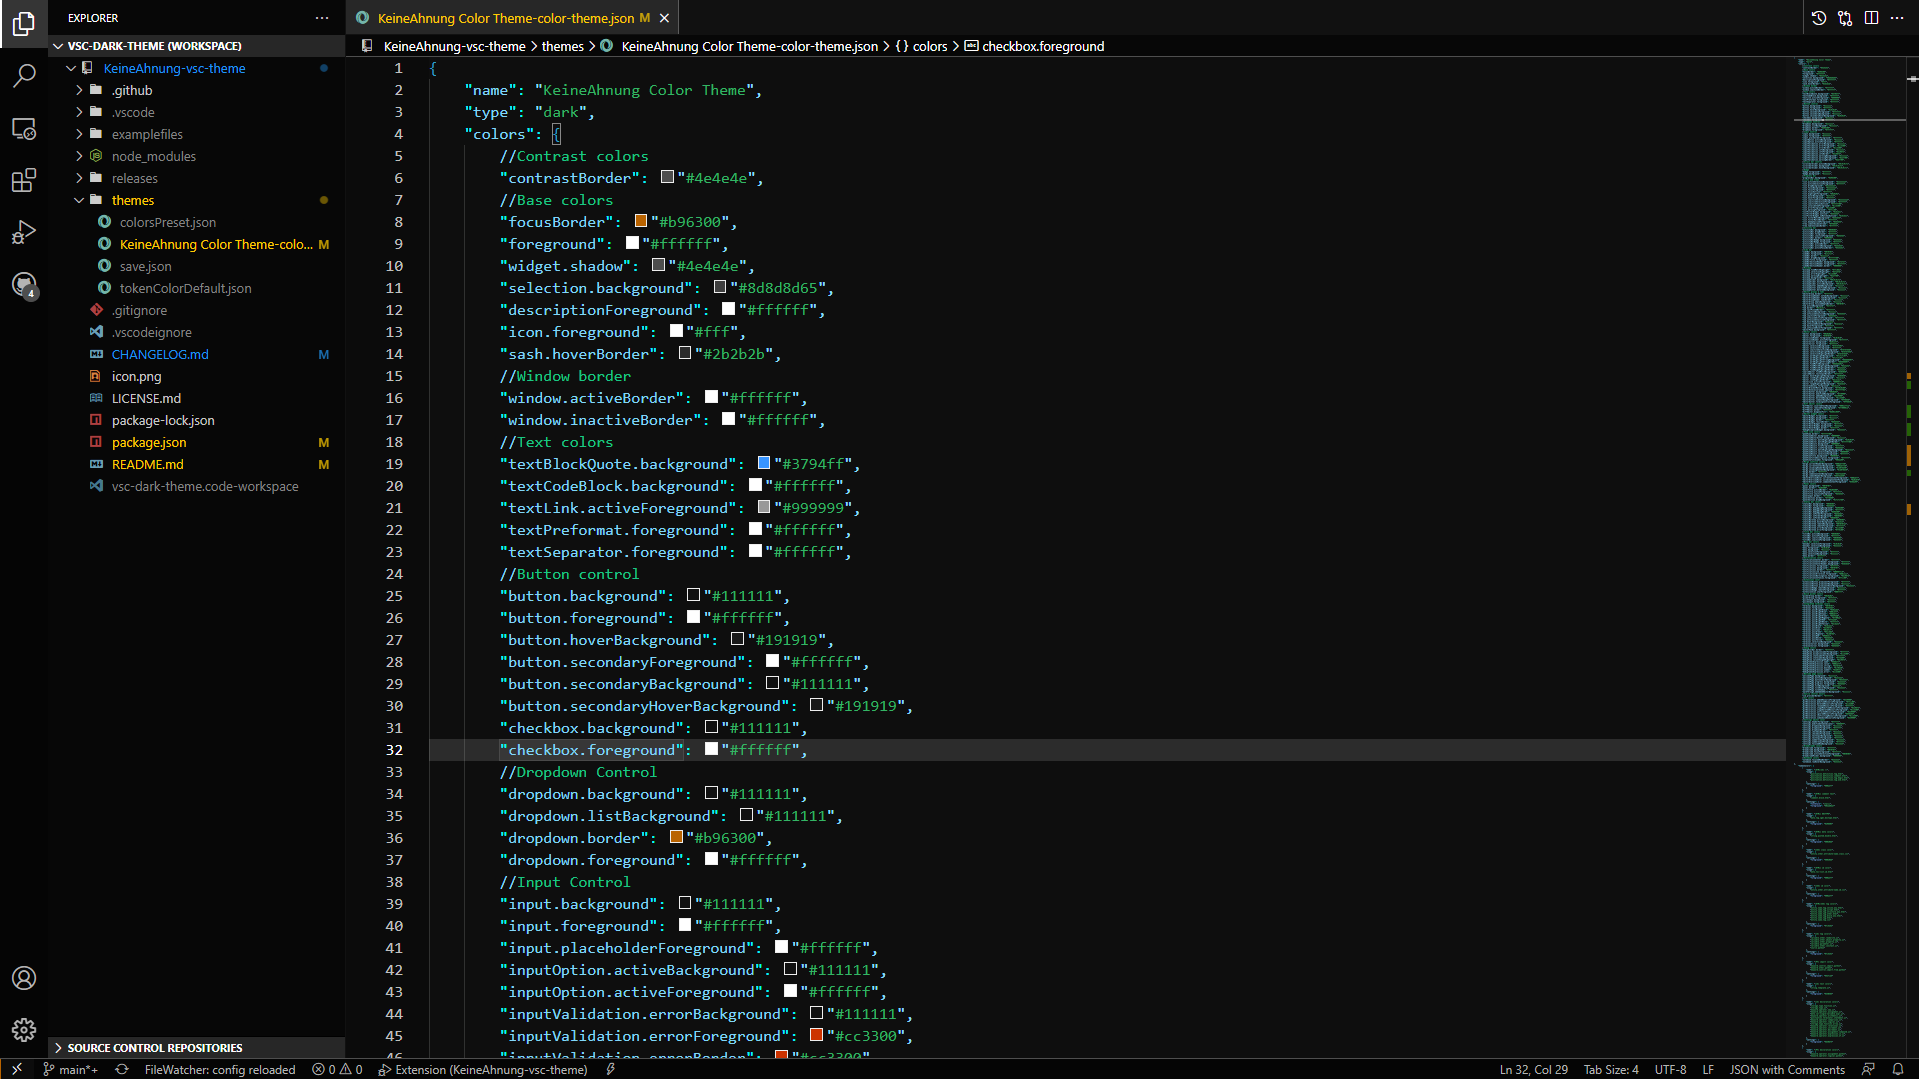 EXPLORER
VSC-DARK-THEME (WORKSPACE)
KeineAhnung-vsc-theme
.github
.vscode
examplefiles
node_modules
releases
themes
colorsPreset.json
KeineAhnung Color Theme-colo... M
save.json
tokenColorDefault.json
.gitignore
.vscodeignore
CHANGELOG.md M
icon.png
LICENSE.md
package-lock.json
package.json M
README.md M
vsc-dark-theme.code-workspace
SOURCE CONTROL REPOSITORIES
4
KeineAhnung Color Theme-color-theme.json M
KeineAhnung-vsc-theme > themes > KeineAhnung Color Theme-color-theme.json > {} colors > abc checkbox.foreground
1 {
2 "name": "KeineAhnung Color Theme",
3 "type": "dark",
4 "colors": {
5 //Contrast colors
6 "contrastBorder": "#4e4e4e",
7 //Base colors
8 "focusBorder": "#b96300",
9 "foreground": "#ffffff",
10 "widget.shadow": "#4e4e4e",
11 "selection.background": "#8d8d8d65",
12 "descriptionForeground": "#ffffff",
13 "icon.foreground": "#fff",
14 "sash.hoverBorder": "#2b2b2b",
15 //Window border
16 "window.activeBorder": "#ffffff",
17 "window.inactiveBorder": "#ffffff",
18 //Text colors
19 "textBlockQuote.background": "#3794ff",
20 "textCodeBlock.background": "#ffffff",
21 "textLink.activeForeground": "#999999",
22 "textPreformat.foreground": "#ffffff",
23 "textSeparator.foreground": "#ffffff",
24 //Button control
25 "button.background": "#111111",
26 "button.foreground": "#ffffff",
27 "button.hoverBackground": "#191919",
28 "button.secondaryForeground": "#ffffff",
29 "button.secondaryBackground": "#111111",
30 "button.secondaryHoverBackground": "#191919",
31 "checkbox.background": "#111111",
32 "checkbox.foreground": "#ffffff",
33 //Dropdown Control
34 "dropdown.background": "#111111",
35 "dropdown.listBackground": "#111111",
36 "dropdown.border": "#b96300",
37 "dropdown.foreground": "#ffffff",
38 //Input Control
39 "input.background": "#111111",
40 "input.foreground": "#ffffff",
41 "input.placeholderForeground": "#ffffff",
42 "inputOption.activeBackground": "#111111",
43 "inputOption.activeForeground": "#ffffff",
44 "inputValidation.errorBackground": "#111111",
45 "inputValidation.errorForeground": "#cc3300",
46 "inputValidation.errorBorder": "#cc3300"
main*+ FileWatcher: config reloaded 0 0 Extension (KeineAhnung-vsc-theme) Ln 32, Col 29 Tab Size: 4 UTF-8 LF JSON with Comments